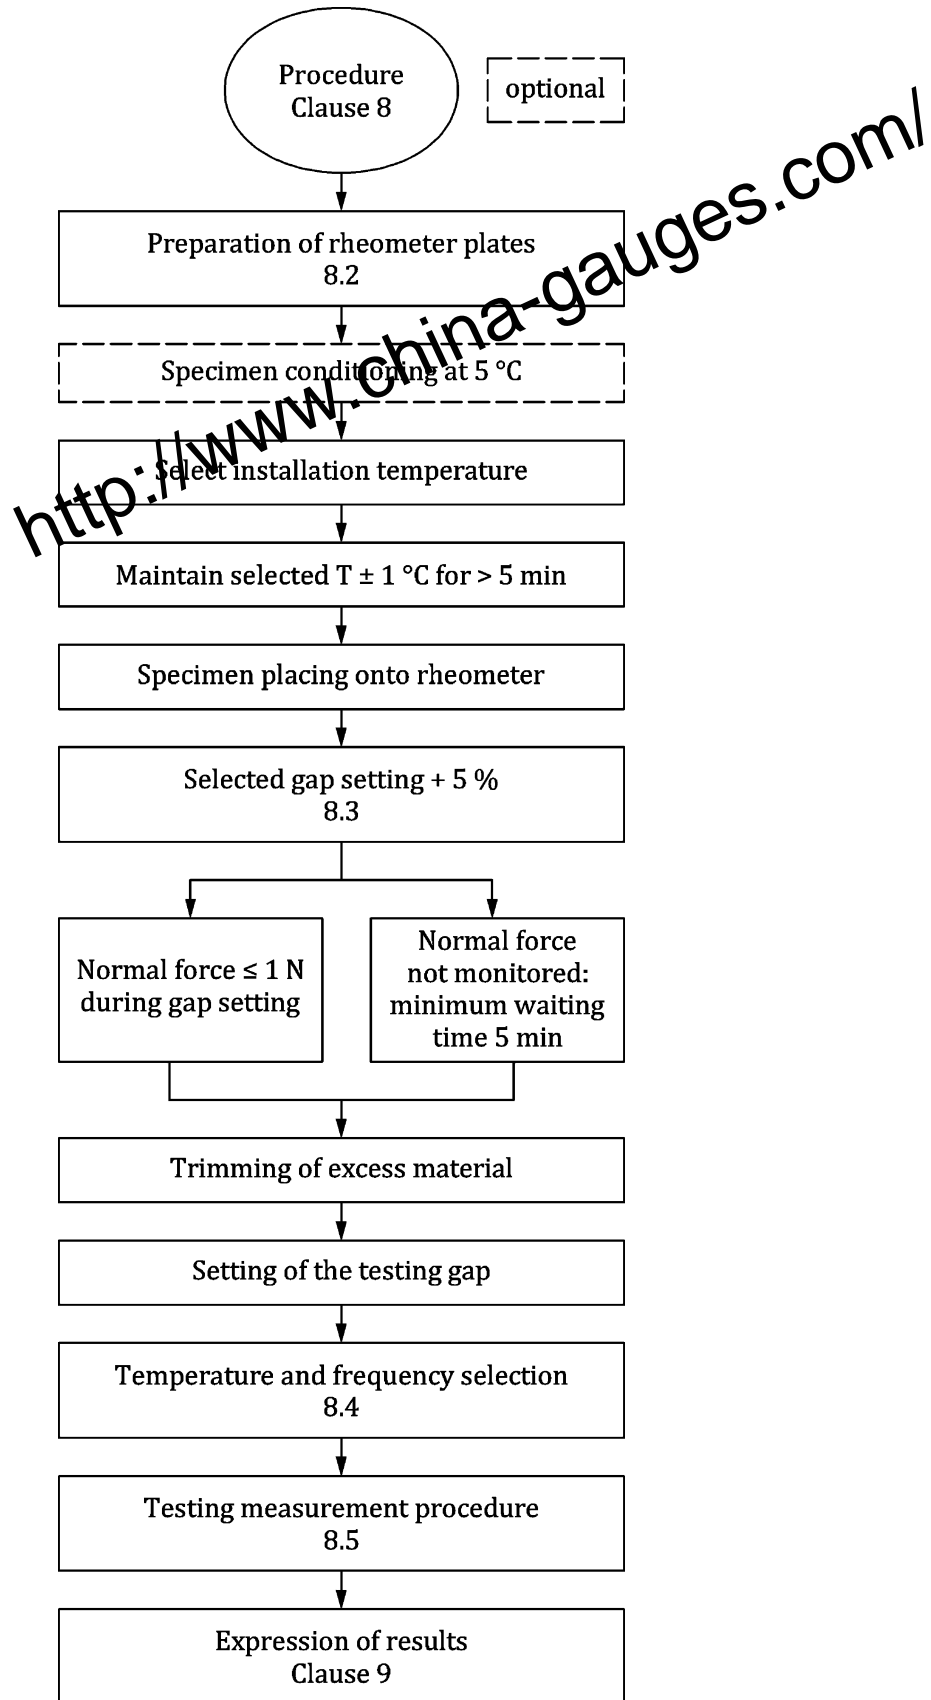 Procedure
Clause 8
optional
Preparation of rheometer plates
8.2
Specimen conditioning at 5 °C
Select installation temperature
Maintain selected T ± 1 °C for > 5 min
Specimen placing onto rheometer
Selected gap setting + 5 %
8.3
Normal force ≤ 1 N
during gap setting
Normal force
not monitored:
minimum waiting
time 5 min
Trimming of excess material
Setting of the testing gap
Temperature and frequency selection
8.4
Testing measurement procedure
8.5
Expression of results
Clause 9
http://www.china-gauges.com/